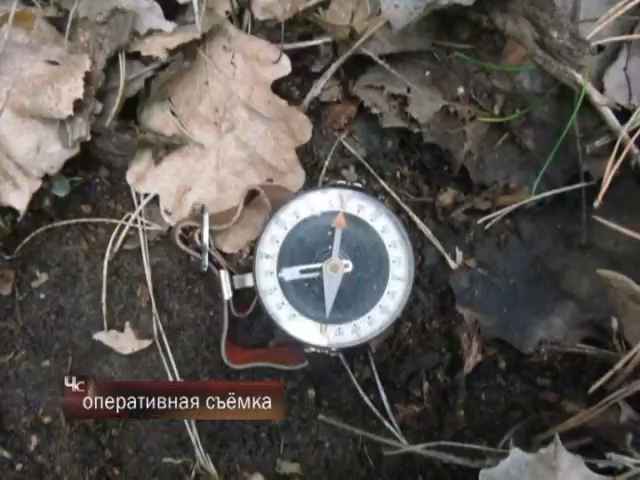 Чс
оперативная съёмка